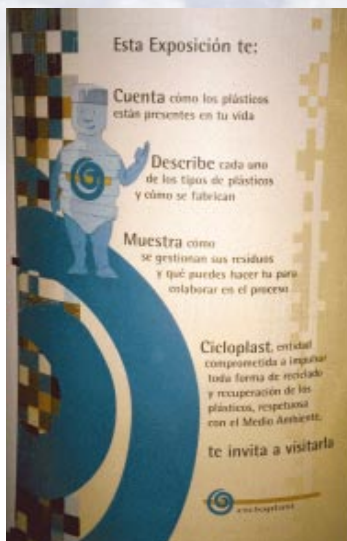 Esta Exposición te:
Cuenta cómo los plásticos
están presentes en tu vida
Describe cada uno
de los tipos de plásticos
y cómo se fabrican
Muestra cómo
se gestionan sus residuos
y qué puedes hacer tu para
colaborar en el proceso
Cicloplast, entidad
comprometida a impulsar
toda forma de reciclado
y recuperación de los
plásticos, respetuosa
con el Medio Ambiente,
te invita a visitarla
cicloplast